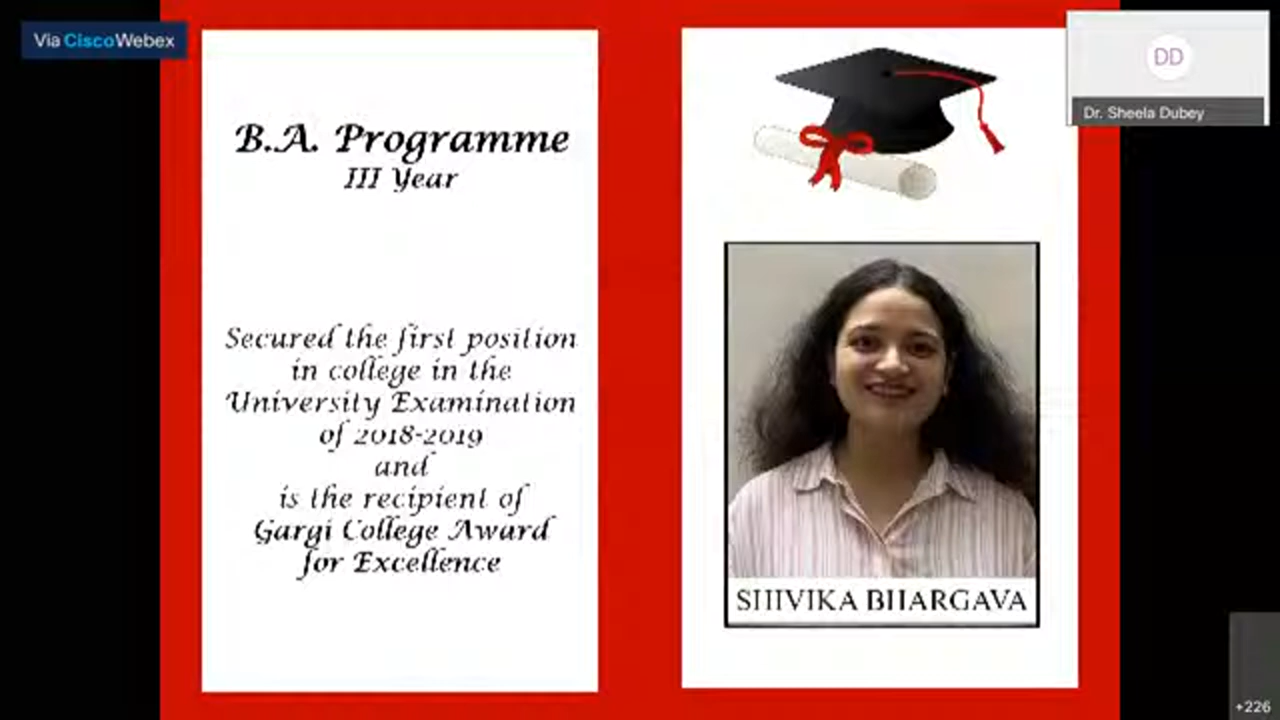 Via CiscoWebex
B.A. Programme
III Year
Secured the first position
in college in the
University Examination
of 2018-2019
and
is the recipient of
Gargi College Award
for Excellence
SHIVIKA BHARGAVA
DD
Dr. Sheela Dubey
+226